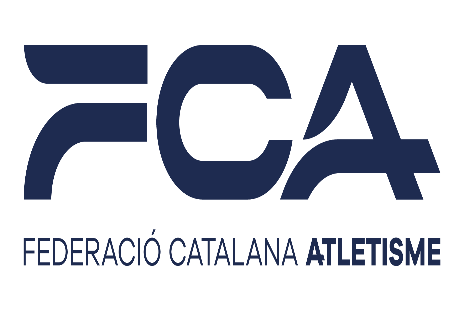 FCA
FEDERACIÓ CATALANA ATLETISME